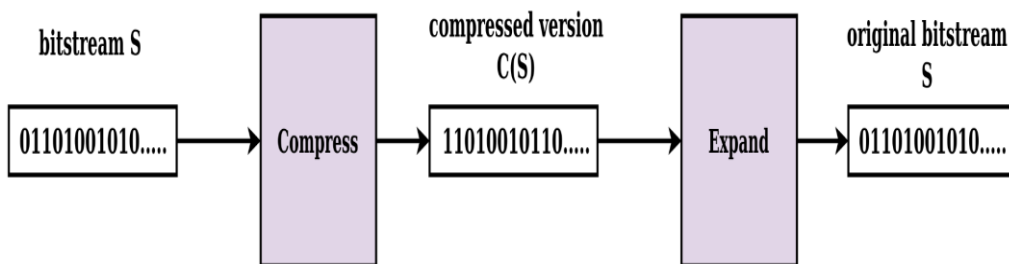 bitstream S
01101001010.....
Compress
compressed version
C(S)
11010010110.....
Expand
original bitstream
S
01101001010.....